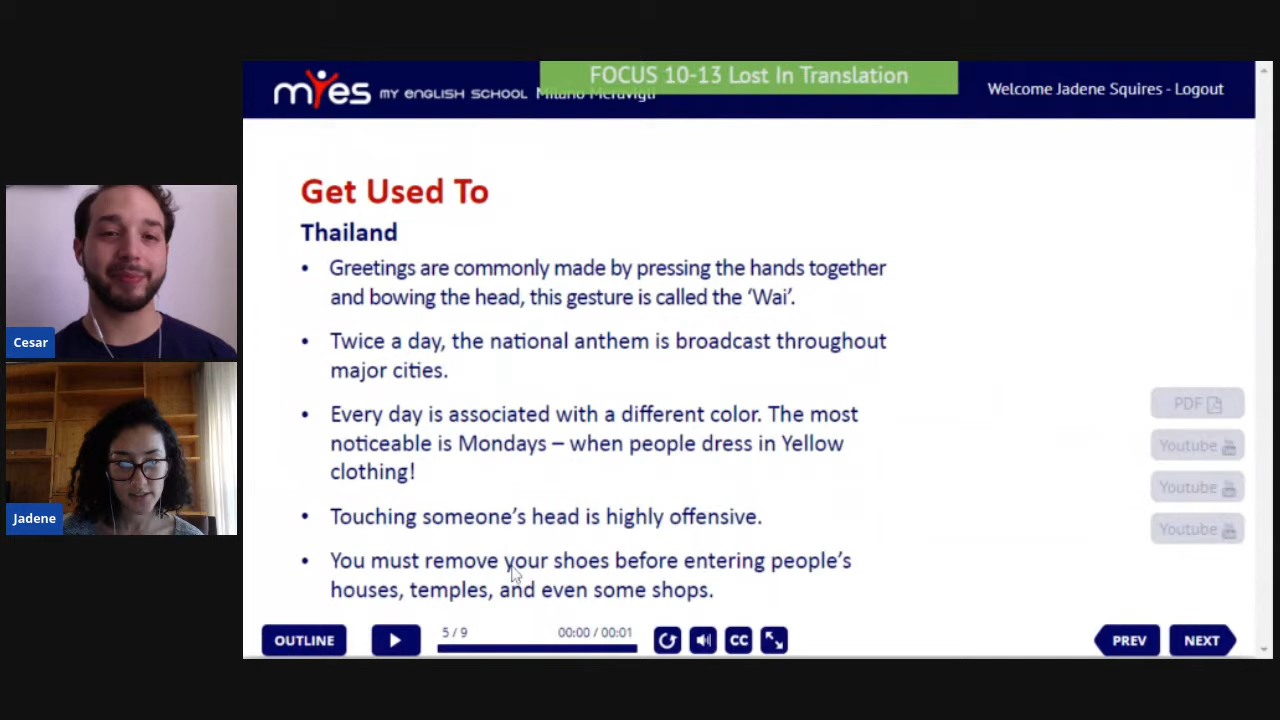 FOCUS 10-13 Lost In Translation
myes MY ENGLISH SCHOOL Milano Meravigli
Welcome Jadene Squires - Logout
Get Used To
Thailand
• Greetings are commonly made by pressing the hands together
and bowing the head, this gesture is called the ‘Wai’.
• Twice a day, the national anthem is broadcast throughout
major cities.
• Every day is associated with a different color. The most
noticeable is Mondays – when people dress in Yellow
clothing!
• Touching someone’s head is highly offensive.
• You must remove your shoes before entering people’s
houses, temples, and even some shops.
Cesar
Jadene
PDF
Youtube
Youtube
Youtube
OUTLINE
5 / 9
00:00 / 00:01
CC
PREV
NEXT